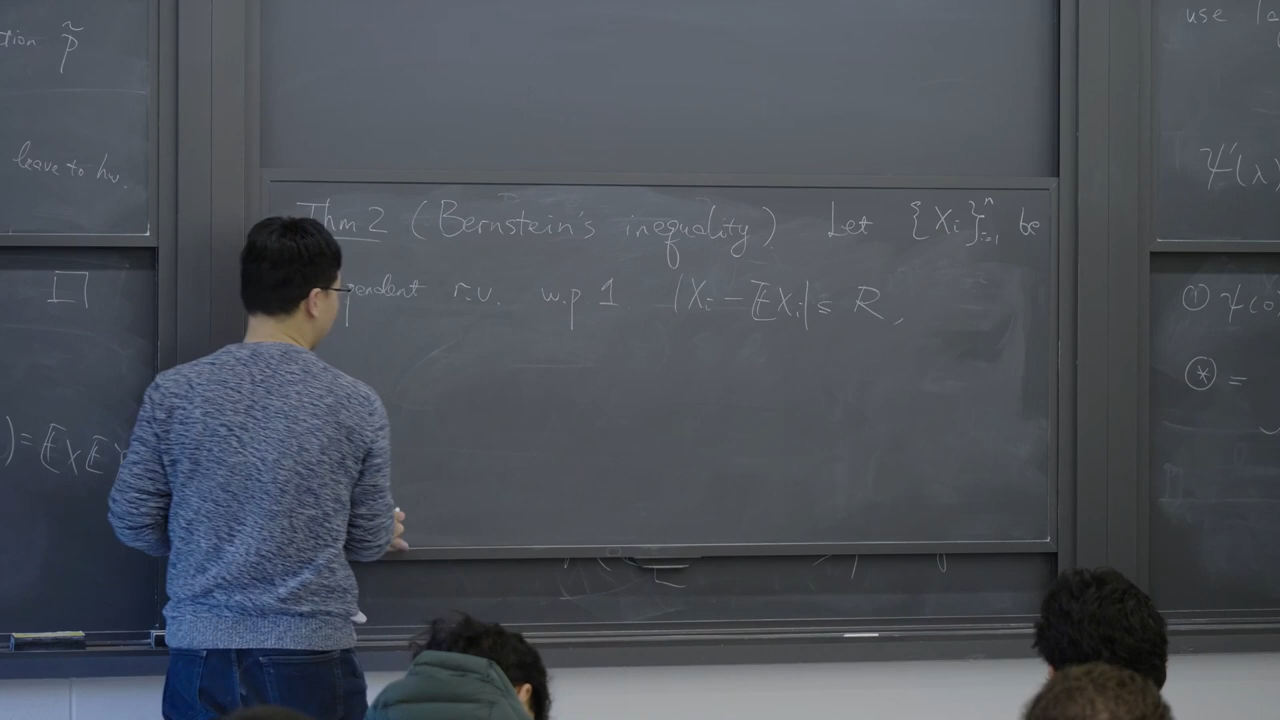 tion p̃
leave to hw.
□
) = 𝔼X𝔼
Thm 2 (Bernstein's inequality) Let {Xᵢ}ⁿᵢ₌₁ be
pendent r.v. w.p 1 |Xᵢ − 𝔼Xᵢ| ≤ R,
use
ψ'(λ)
① ψ(0
⊛ =